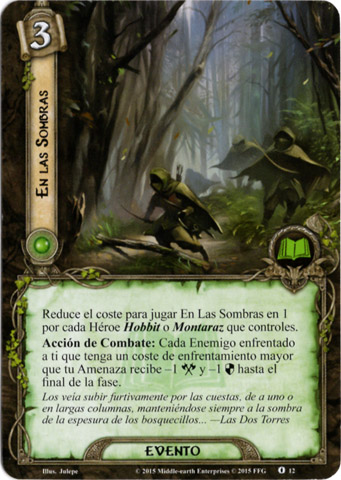 3
EN LAS SOMBRAS
Reduce el coste para jugar En Las Sombras en 1
por cada Héroe Hobbit o Montaraz que controles.
Acción de Combate: Cada Enemigo enfrentado
a ti que tenga un coste de enfrentamiento mayor
que tu Amenaza recibe –1 y –1 hasta el
final de la fase.
Los veía subir furtivamente por las cuestas, de a uno o
en largas columnas, manteniéndose siempre a la sombra
de la espesura de los bosquecillos... —Las Dos Torres
EVENTO
Illus. Julepe
© 2015 Middle-earth Enterprises © 2015 FFG
12